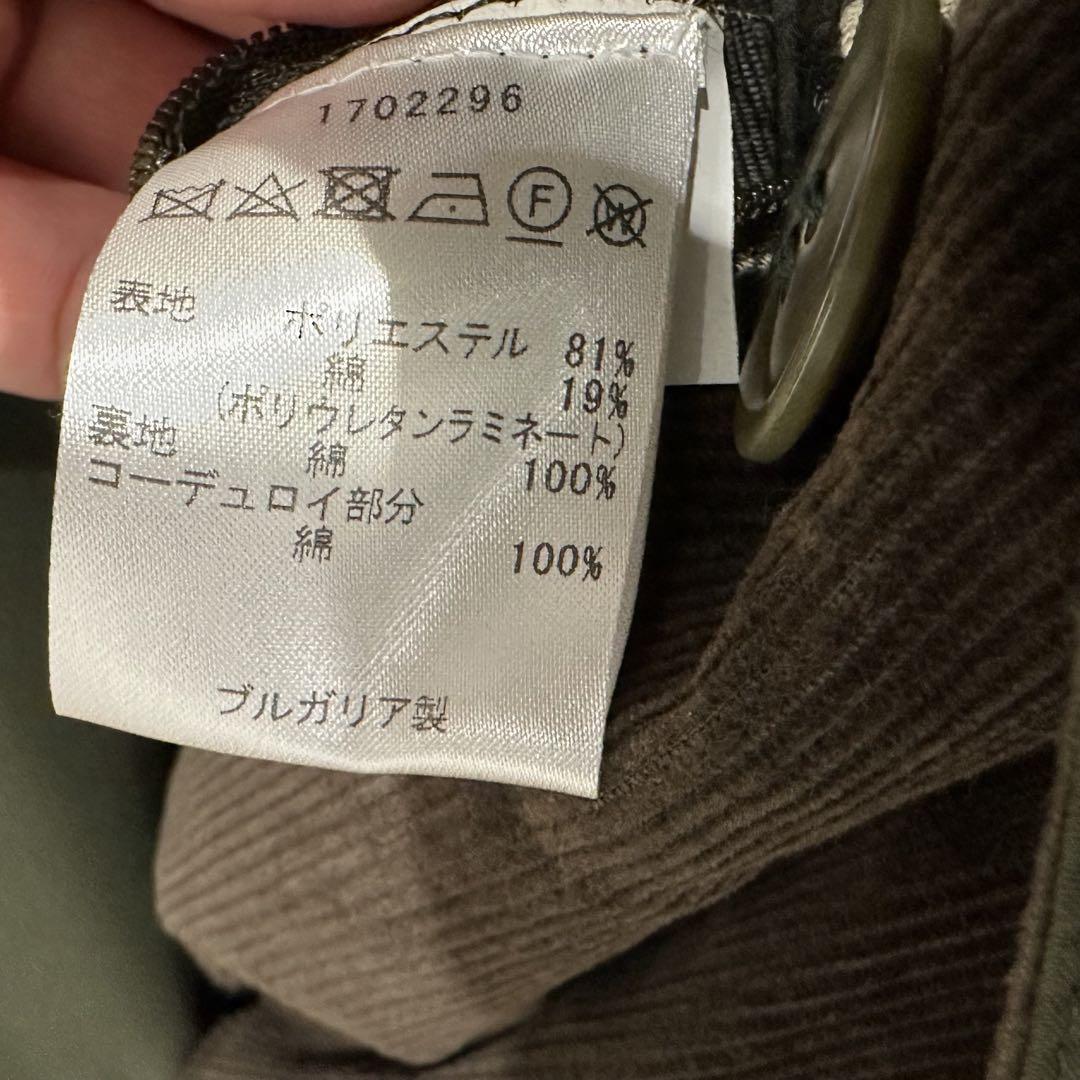 1702296
F W
表地
ポリエステル 81%
綿 19%
(ポリウレタンラミネート)
裏地
綿 100%
コーデュロイ部分
綿 100%
ブルガリア製